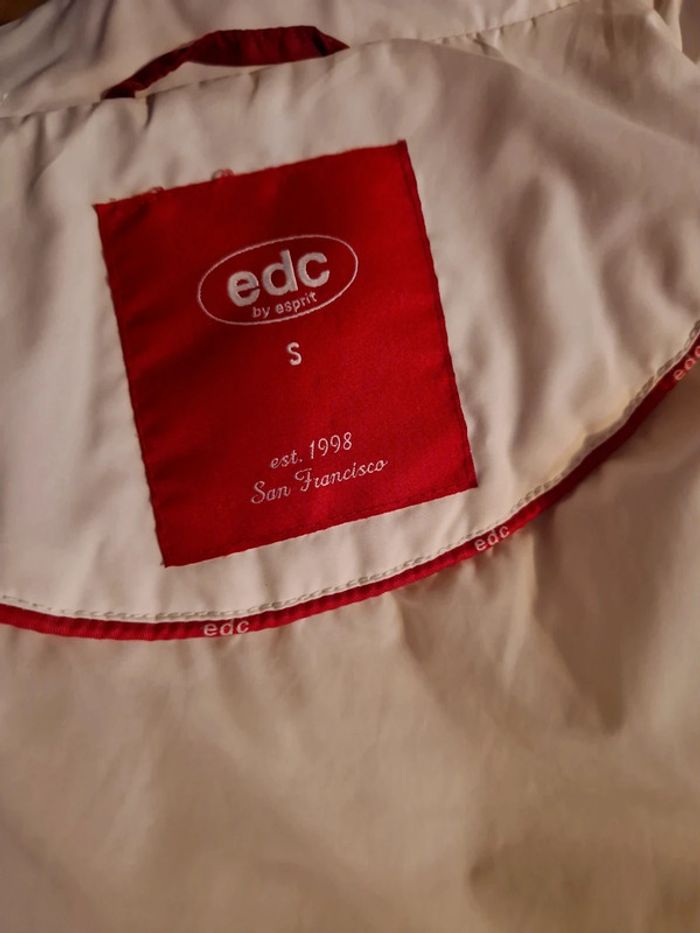 edc
by esprit
S
est. 1998
San Francisco
edc
edc
edc